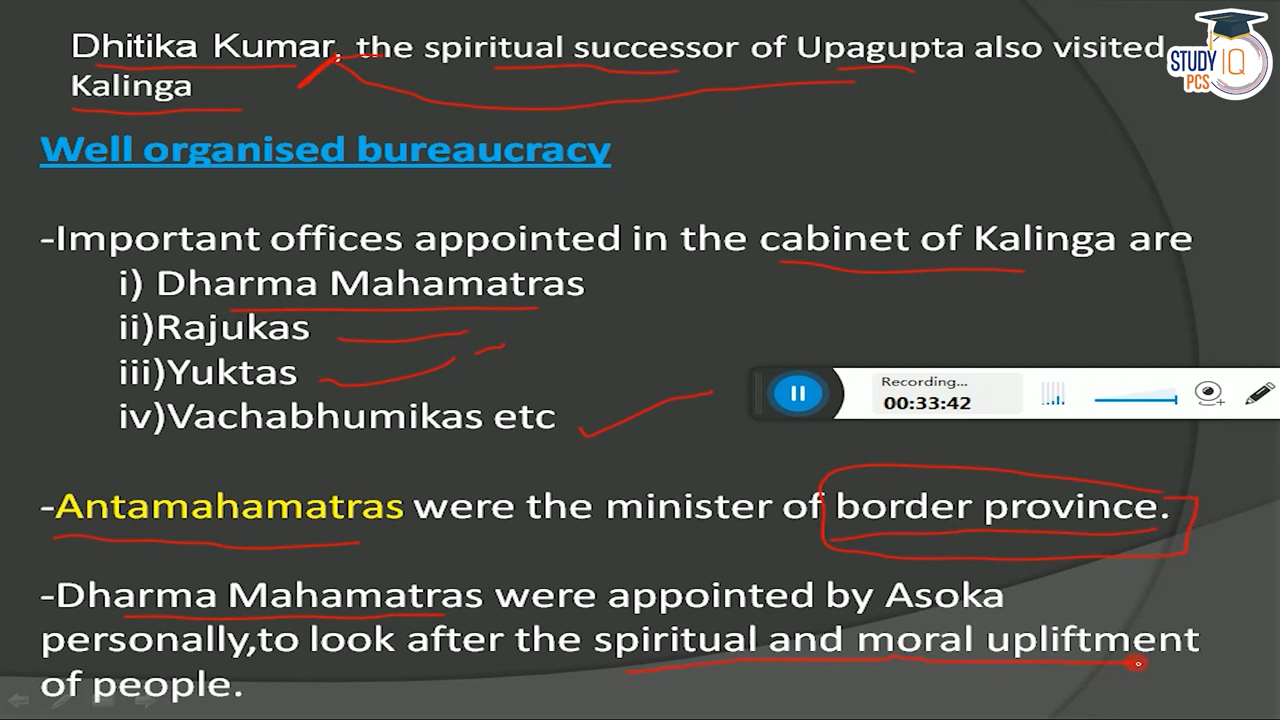 Dhitika Kumar, the spiritual successor of Upagupta also visited
Kalinga
STUDY IQ
PCS
Well organised bureaucracy
-Important offices appointed in the cabinet of Kalinga are
i) Dharma Mahamatras
ii)Rajukas
iii)Yuktas
iv)Vachabhumikas etc
Recording...
00:33:42
-Antamahamatras were the minister of border province.
-Dharma Mahamatras were appointed by Asoka
personally,to look after the spiritual and moral upliftment
of people.